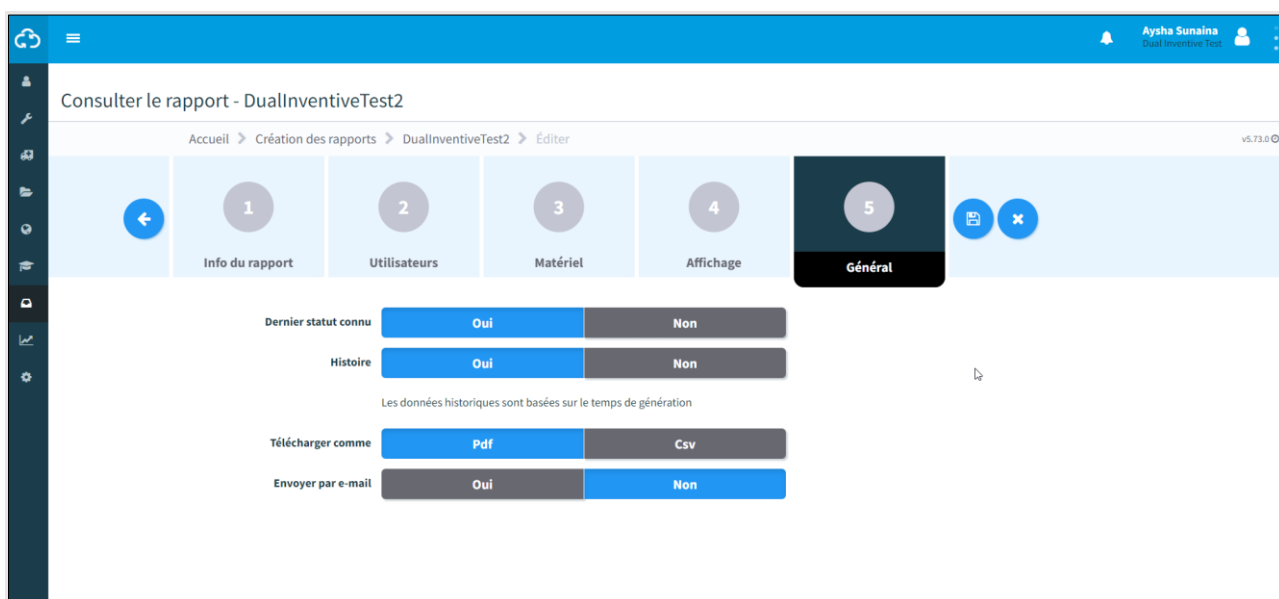 Aysha Sunaina
Dual Inventive Test
Consulter le rapport - DualInventiveTest2
Accueil Création des rapports DualInventiveTest2 Éditer
v5.73.0
1 2 3 4 5
Info du rapport Utilisateurs Matériel Affichage Général
Dernier statut connu Oui Non
Histoire Oui Non
Les données historiques sont basées sur le temps de génération
Télécharger comme Pdf Csv
Envoyer par e-mail Oui Non